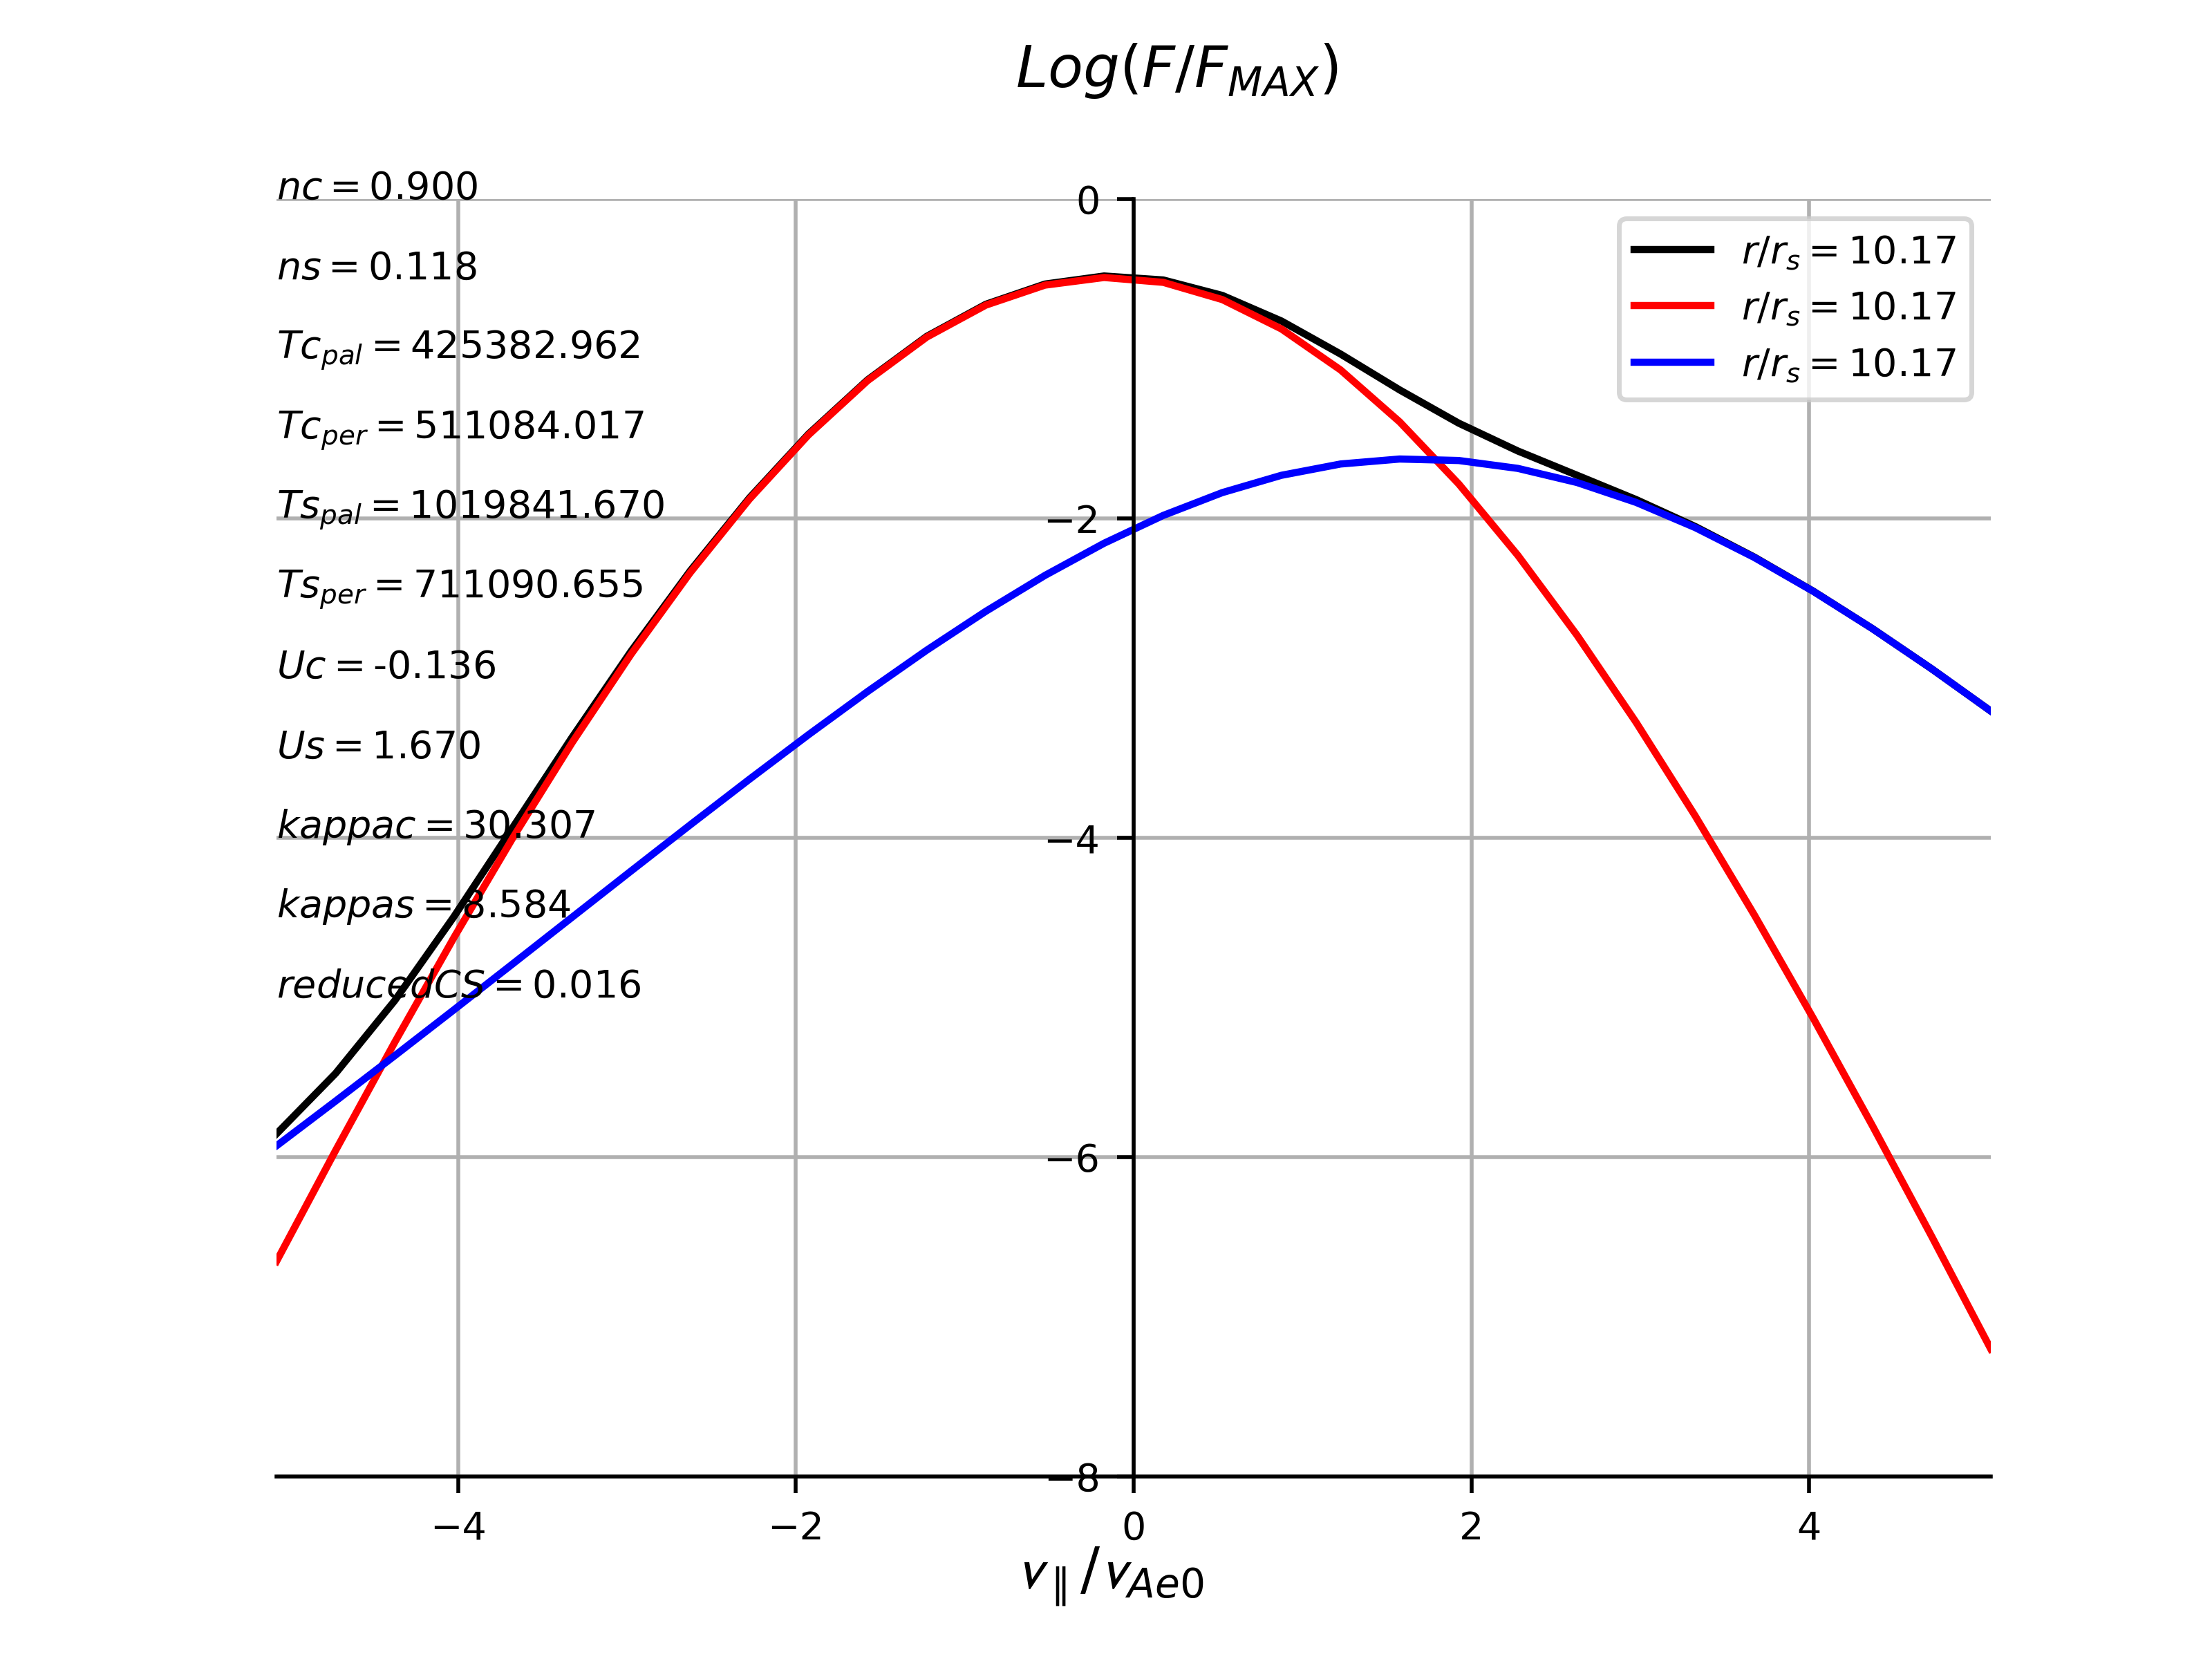 Log(F/F_MAX)
nc = 0.900
ns = 0.118
Tc_pal = 425382.962
Tc_per = 511084.017
Ts_pal = 1019841.670
Ts_per = 711090.655
Uc = -0.136
Us = 1.670
kappac = 30.307
kappas = 8.584
reducedCS = 0.016
r/r_s = 10.17
r/r_s = 10.17
r/r_s = 10.17
0
−2
−4
−6
−8
−4 −2 0 2 4
v_∥/v_Ae0